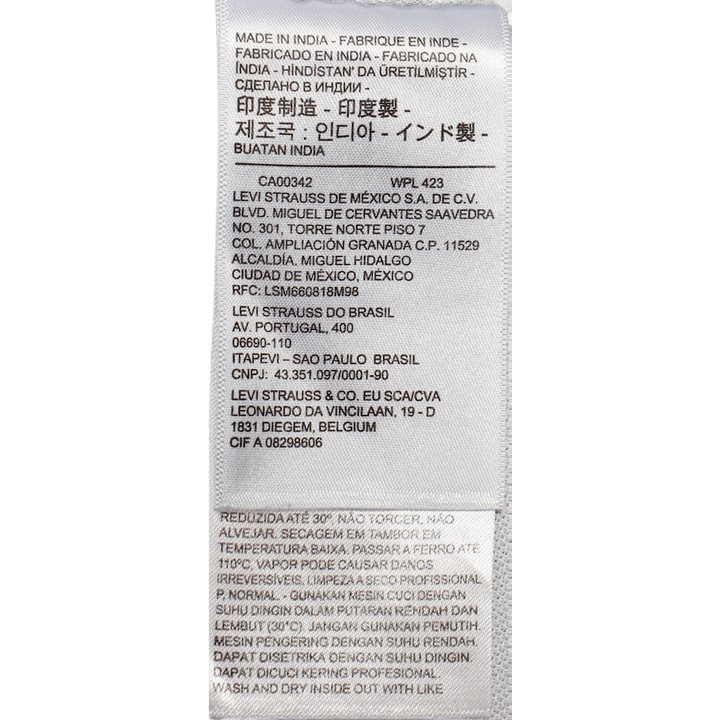 MADE IN INDIA - FABRIQUE EN INDE -
FABRICADO EN INDIA - FABRICADO NA
ÍNDIA - HİNDİSTAN' DA ÜRETİLMİŞTİR -
СДЕЛАНО В ИНДИИ -
印度制造 - 印度製 -
제조국 : 인디아 - インド製 -
BUATAN INDIA
CA00342 WPL 423
LEVI STRAUSS DE MÉXICO S.A. DE C.V.
BLVD. MIGUEL DE CERVANTES SAAVEDRA
NO. 301, TORRE NORTE PISO 7
COL. AMPLIACIÓN GRANADA C.P. 11529
ALCALDÍA. MIGUEL HIDALGO
CIUDAD DE MÉXICO, MÉXICO
RFC: LSM660818M98
LEVI STRAUSS DO BRASIL
AV. PORTUGAL, 400
06690-110
ITAPEVI – SAO PAULO BRASIL
CNPJ: 43.351.097/0001-90
LEVI STRAUSS & CO. EU SCA/CVA
LEONARDO DA VINCILAAN, 19 - D
1831 DIEGEM, BELGIUM
CIF A 08298606
REDUZIDA ATÉ 30º, NÃO TORCER, NÃO
ALVEJAR. SECAGEM EM TAMBOR EM
TEMPERATURA BAIXA. PASSAR A FERRO ATÉ
110ºC, VAPOR PODE CAUSAR DANOS
IRREVERSÍVEIS, LIMPEZA A SECO PROFISSIONAL
P, NORMAL. - GUNAKAN MESIN CUCI DENGAN
SUHU DINGIN DALAM PUTARAN RENDAH DAN
LEMBUT (30°C). JANGAN GUNAKAN PEMUTIH.
MESIN PENGERING DENGAN SUHU RENDAH.
DAPAT DISETRIKA DENGAN SUHU DINGIN.
DAPAT DICUCI KERING PROFESIONAL.
WASH AND DRY INSIDE OUT WITH LIKE